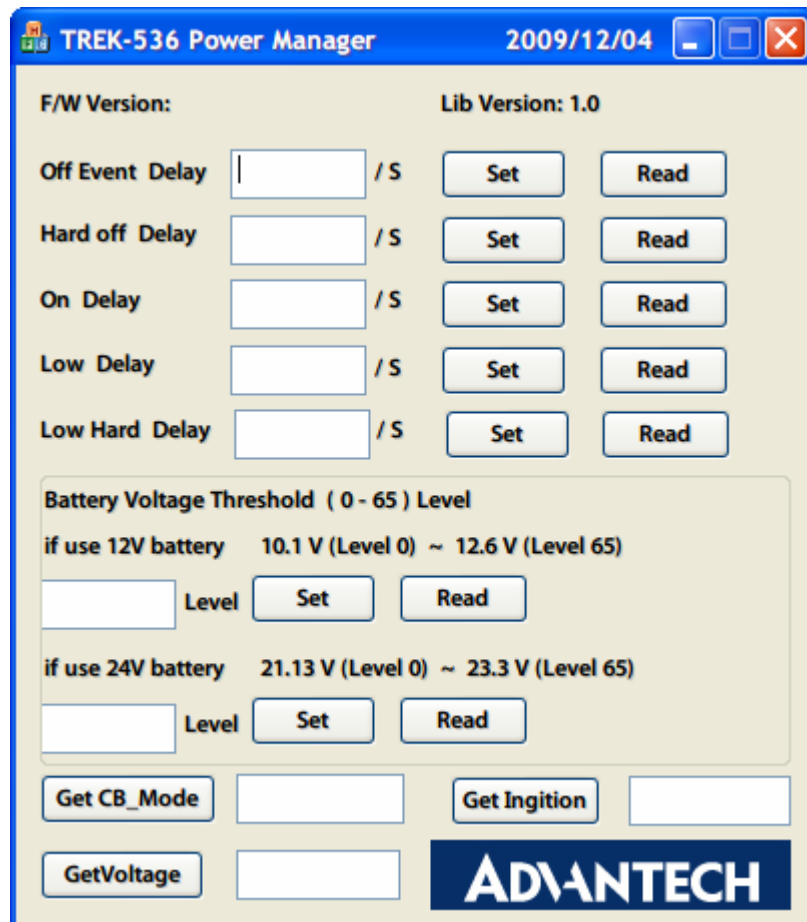 TREK-536 Power Manager 2009/12/04
F/W Version: Lib Version: 1.0
Off Event Delay / S Set Read
Hard off Delay / S Set Read
On Delay / S Set Read
Low Delay / S Set Read
Low Hard Delay / S Set Read
Battery Voltage Threshold ( 0 - 65 ) Level
if use 12V battery 10.1 V (Level 0) ~ 12.6 V (Level 65)
Level Set Read
if use 24V battery 21.13 V (Level 0) ~ 23.3 V (Level 65)
Level Set Read
Get CB_Mode Get Ingition
GetVoltage ADVANTECH